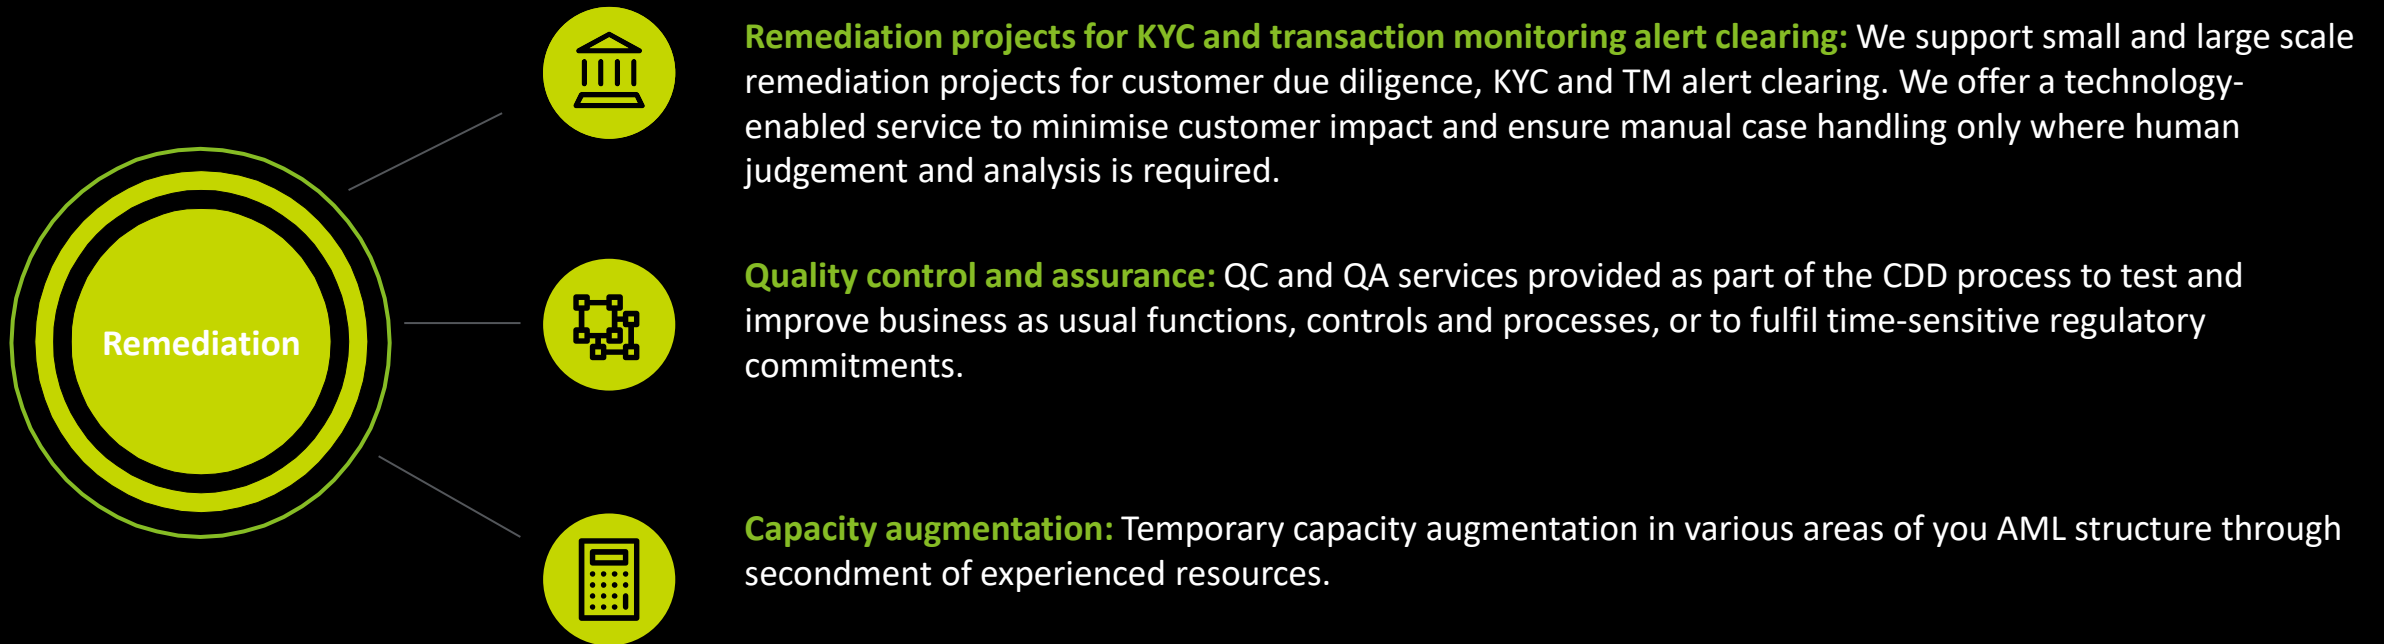 Remediation
Remediation projects for KYC and transaction monitoring alert clearing: We support small and large scale
remediation projects for customer due diligence, KYC and TM alert clearing. We offer a technology-
enabled service to minimise customer impact and ensure manual case handling only where human
judgement and analysis is required.
Quality control and assurance: QC and QA services provided as part of the CDD process to test and
improve business as usual functions, controls and processes, or to fulfil time-sensitive regulatory
commitments.
Capacity augmentation: Temporary capacity augmentation in various areas of you AML structure through
secondment of experienced resources.